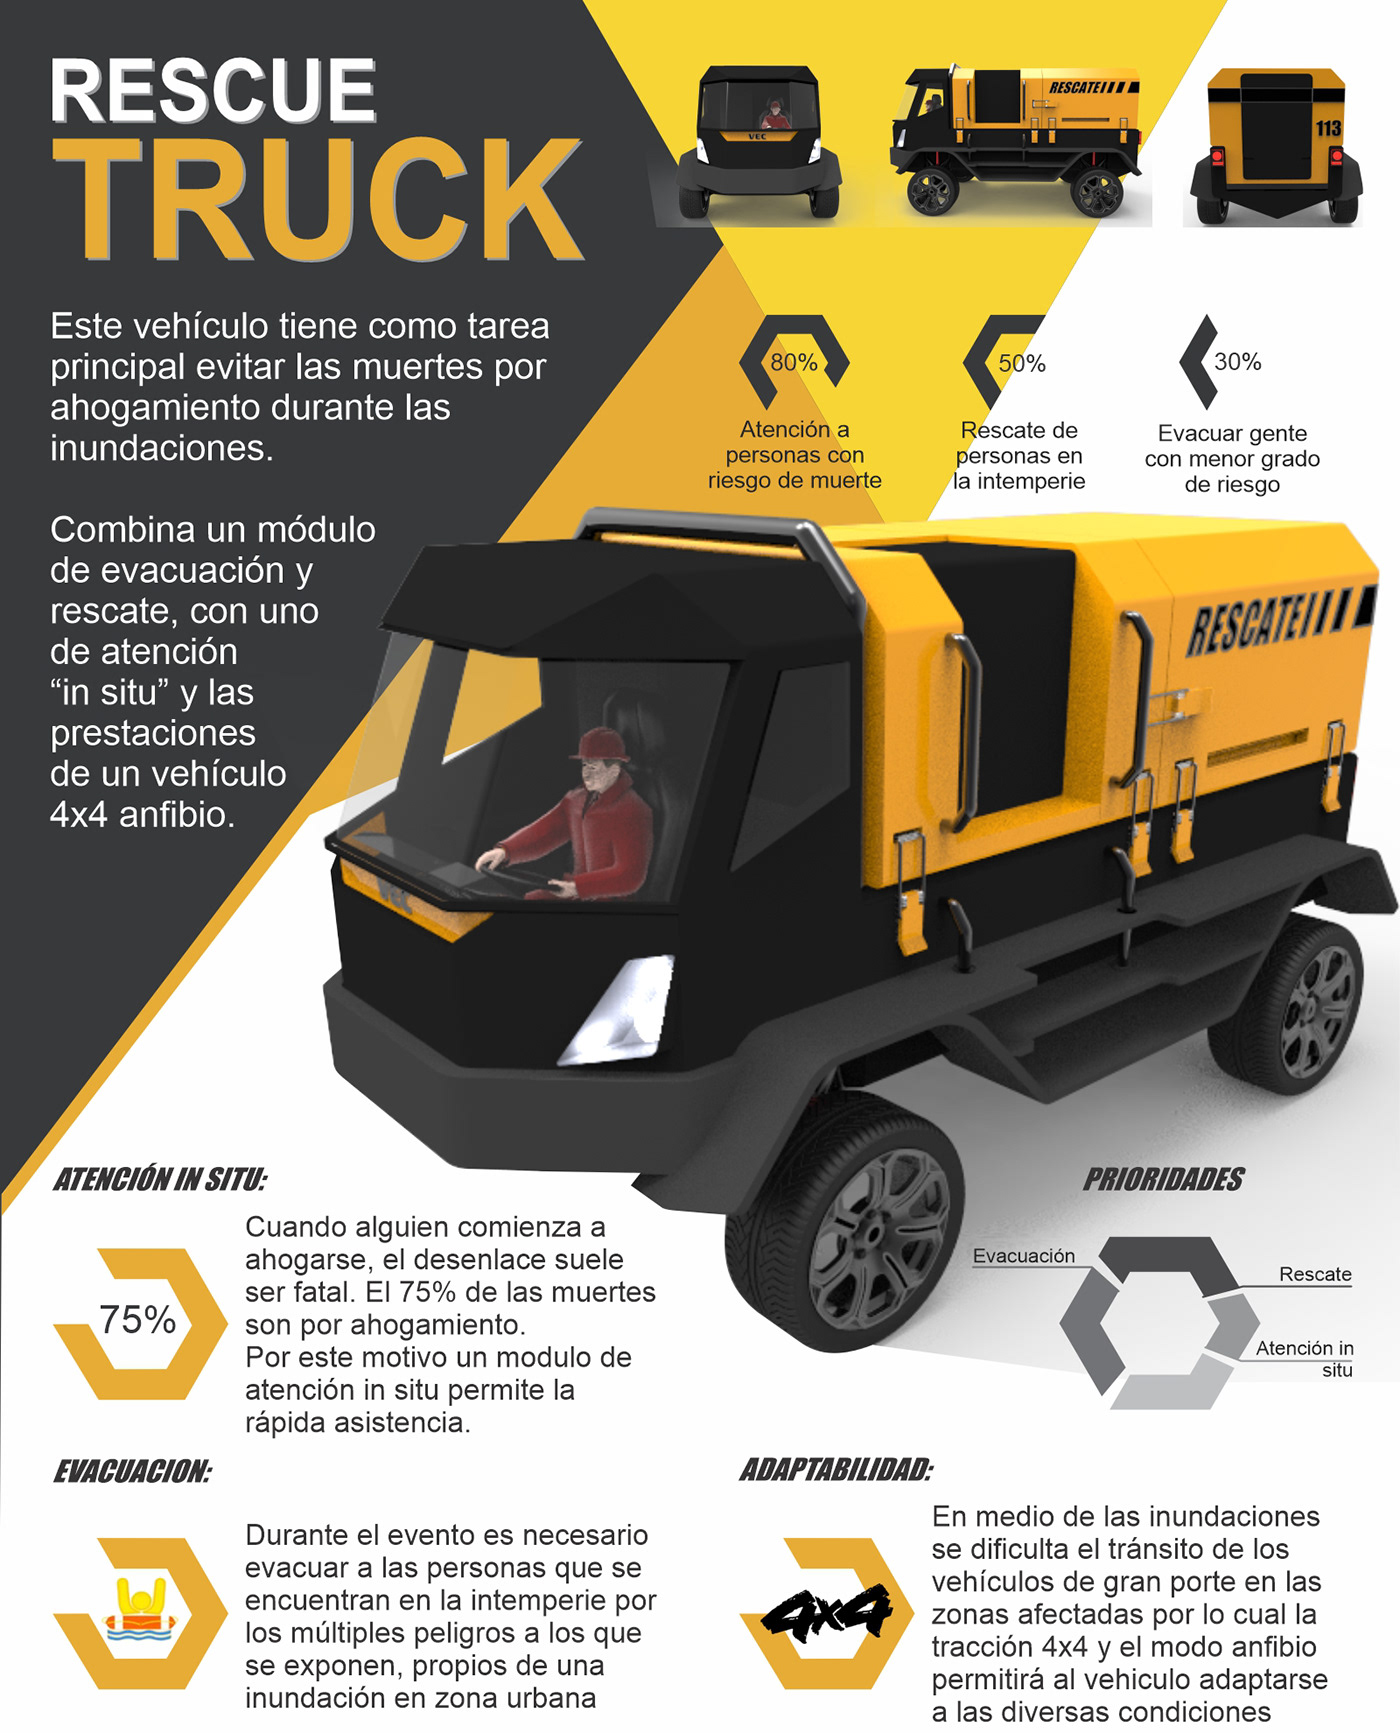 RESCUE
TRUCK
Este vehículo tiene como tarea
principal evitar las muertes por
ahogamiento durante las
inundaciones.
Combina un módulo
de evacuación y
rescate, con uno
de atención
“in situ” y las
prestaciones
de un vehículo
4x4 anfibio.
VEC
RESCATE
113
80%
Atención a
personas con
riesgo de muerte
50%
Rescate de
personas en
la intemperie
30%
Evacuar gente
con menor grado
de riesgo
RESCATE
VEC
ATENCIÓN IN SITU:
75%
Cuando alguien comienza a
ahogarse, el desenlace suele
ser fatal. El 75% de las muertes
son por ahogamiento.
Por este motivo un modulo de
atención in situ permite la
rápida asistencia.
PRIORIDADES
Evacuación
Rescate
Atención in
situ
EVACUACION:
Durante el evento es necesario
evacuar a las personas que se
encuentran en la intemperie por
los múltiples peligros a los que
se exponen, propios de una
inundación en zona urbana
ADAPTABILIDAD:
4x4
En medio de las inundaciones
se dificulta el tránsito de los
vehículos de gran porte en las
zonas afectadas por lo cual la
tracción 4x4 y el modo anfibio
permitirá al vehiculo adaptarse
a las diversas condiciones